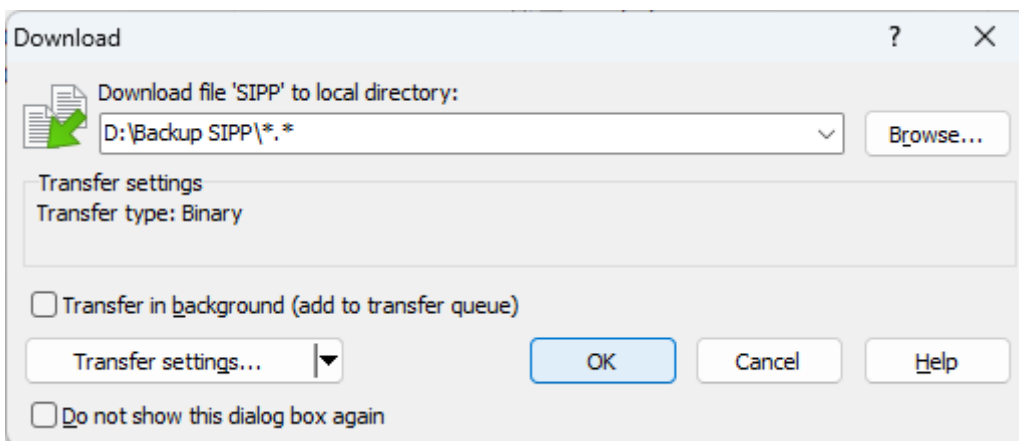 Download
Download file 'SIPP' to local directory:
D:\Backup SIPP\*.*
Browse...
Transfer settings
Transfer type: Binary
Transfer in background (add to transfer queue)
Transfer settings...
OK
Cancel
Help
Do not show this dialog box again